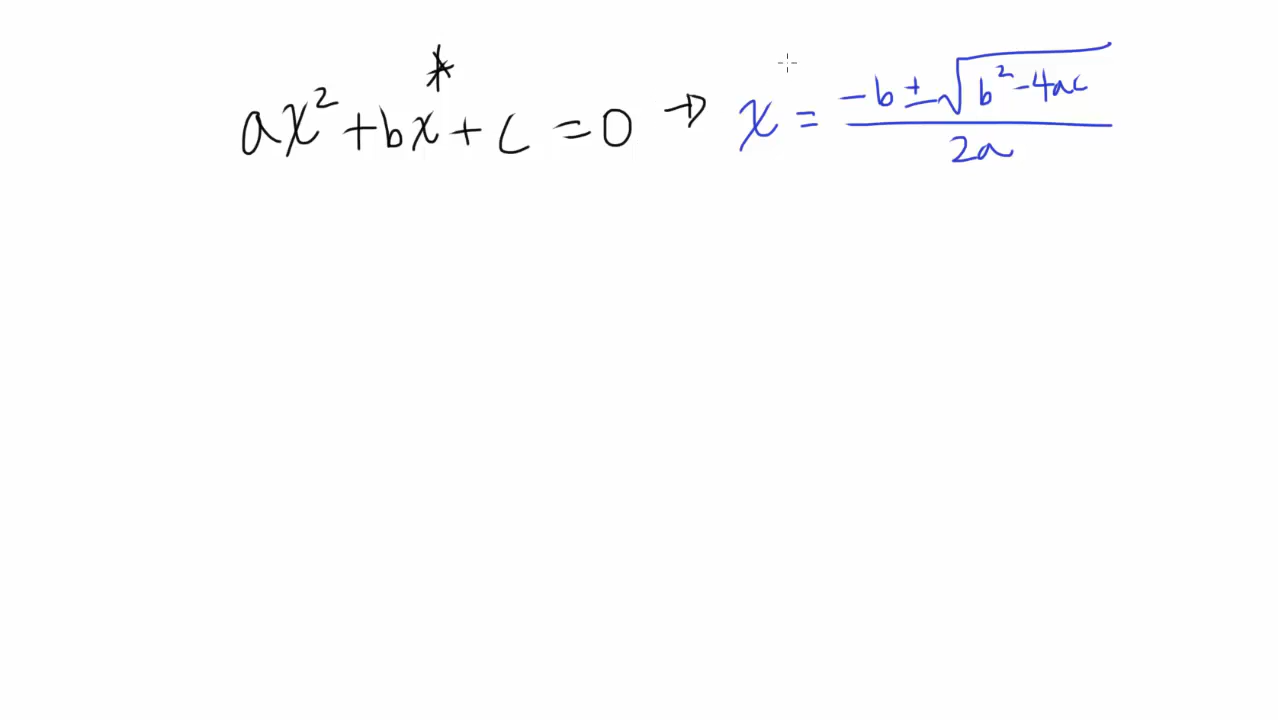 *
ax² + bx + c = 0 → x = (-b ± √(b² - 4ac)) / 2a